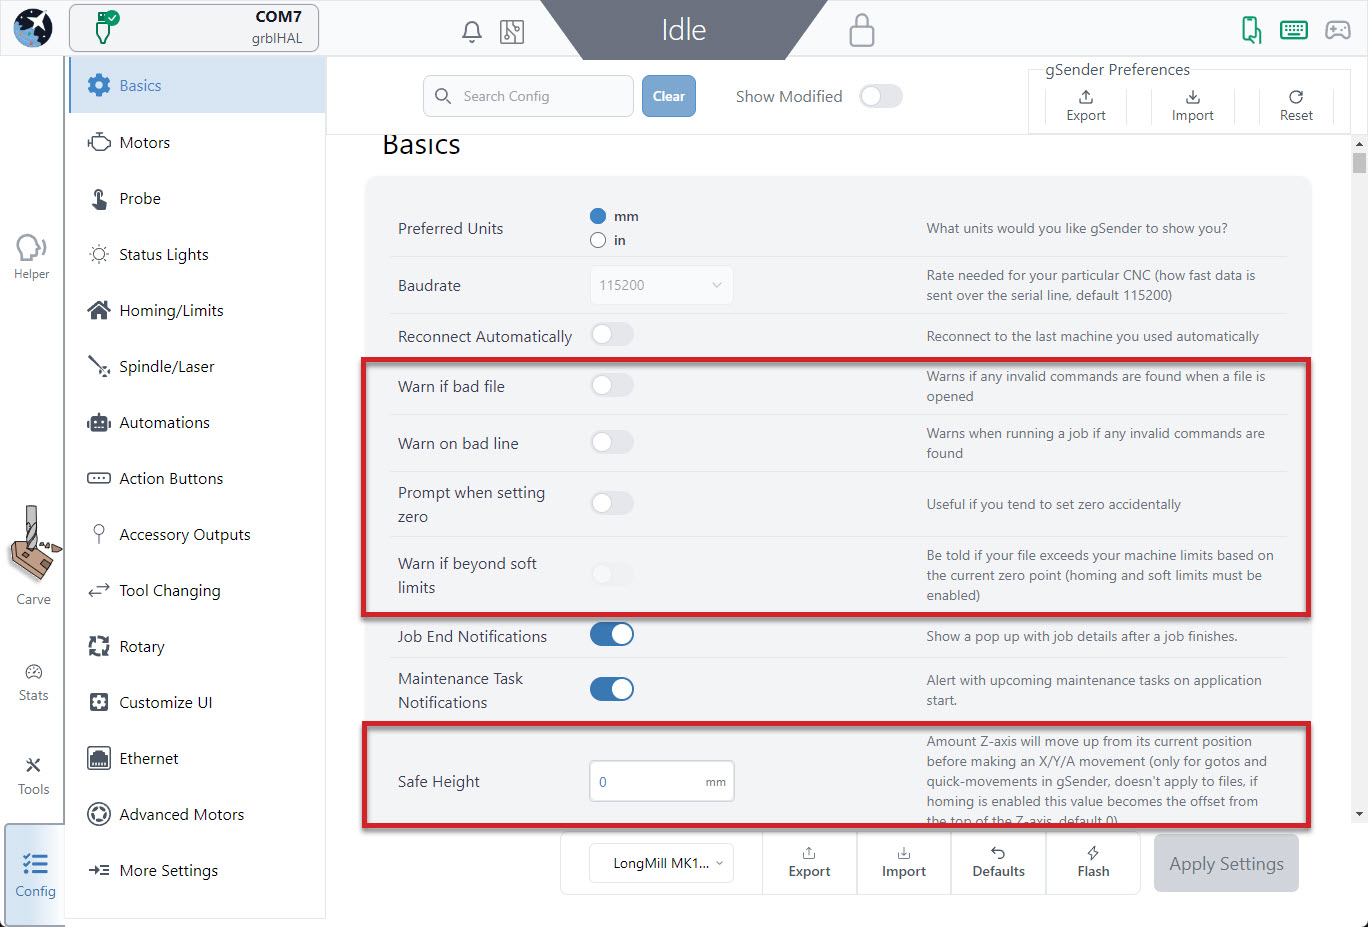 COM7
grblHAL
Idle
Helper
Carve
Stats
Tools
Config
Basics
Motors
Probe
Status Lights
Homing/Limits
Spindle/Laser
Automations
Action Buttons
Accessory Outputs
Tool Changing
Rotary
Customize UI
Ethernet
Advanced Motors
More Settings
Search Config
Clear
Show Modified
gSender Preferences
Export
Import
Reset
Basics
Preferred Units
mm
in
What units would you like gSender to show you?
Baudrate
115200
Rate needed for your particular CNC (how fast data is
sent over the serial line, default 115200)
Reconnect Automatically
Reconnect to the last machine you used automatically
Warn if bad file
Warns if any invalid commands are found when a file is
opened
Warn on bad line
Warns when running a job if any invalid commands are
found
Prompt when setting
zero
Useful if you tend to set zero accidentally
Warn if beyond soft
limits
Be told if your file exceeds your machine limits based on
the current zero point (homing and soft limits must be
enabled)
Job End Notifications
Show a pop up with job details after a job finishes.
Maintenance Task
Notifications
Alert with upcoming maintenance tasks on application
start.
Safe Height
0
mm
Amount Z-axis will move up from its current position
before making an X/Y/A movement (only for gotos and
quick-movements in gSender, doesn't apply to files, if
homing is enabled this value becomes the offset from
the top of the Z-axis, default 0)
LongMill MK1...
Export
Import
Defaults
Flash
Apply Settings